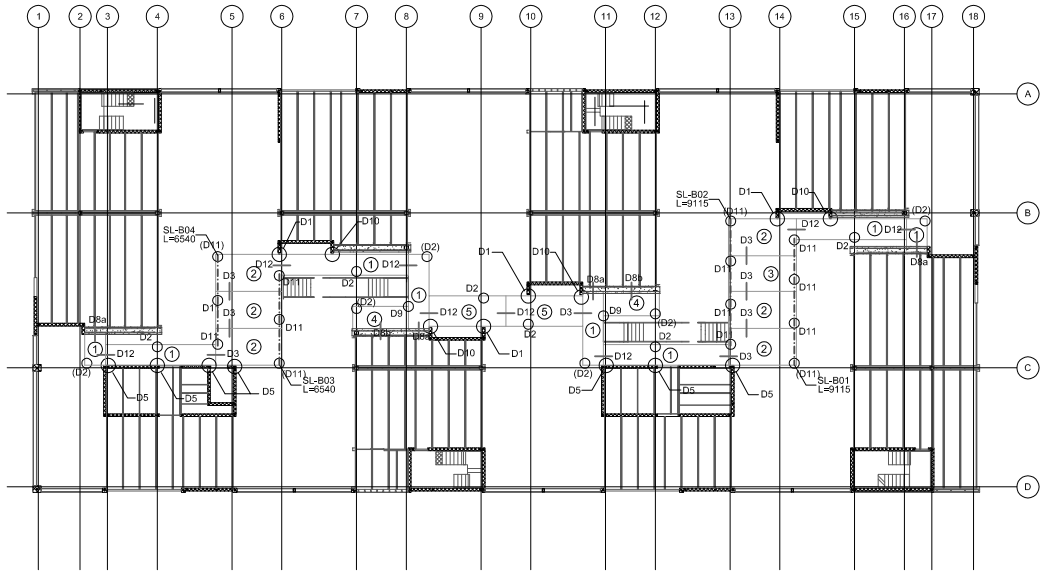 1 2 3 4 5 6 7 8 9 10 11 12 13 14 15 16 17 18
A
SL-B02
L=9115
D1 D10
B
(D11) (D2)
SL-B04
L=6540
D1 D10 2 D12 D12 1
(D11) (D2) D3 D11 D2
D12 1 D12 D1 D10 D8a
D3 2 D11 D2 D8a D8b D11 3 D11
1 D2 4 D3
D1 (D2) D9 D12 5 5 D3 D9 (D2) 2
D8a D3 D11 4 1 D11
D8b D8a D2 D11
1 D12 1 D1 D3 2 D10 D1 D2 D12 1 D3 2
(D2) (D11) (D2) (D11)
C
D5 D5 D5 SL-B03
L=6540
D5 D5 D5 SL-B01
L=9115
D